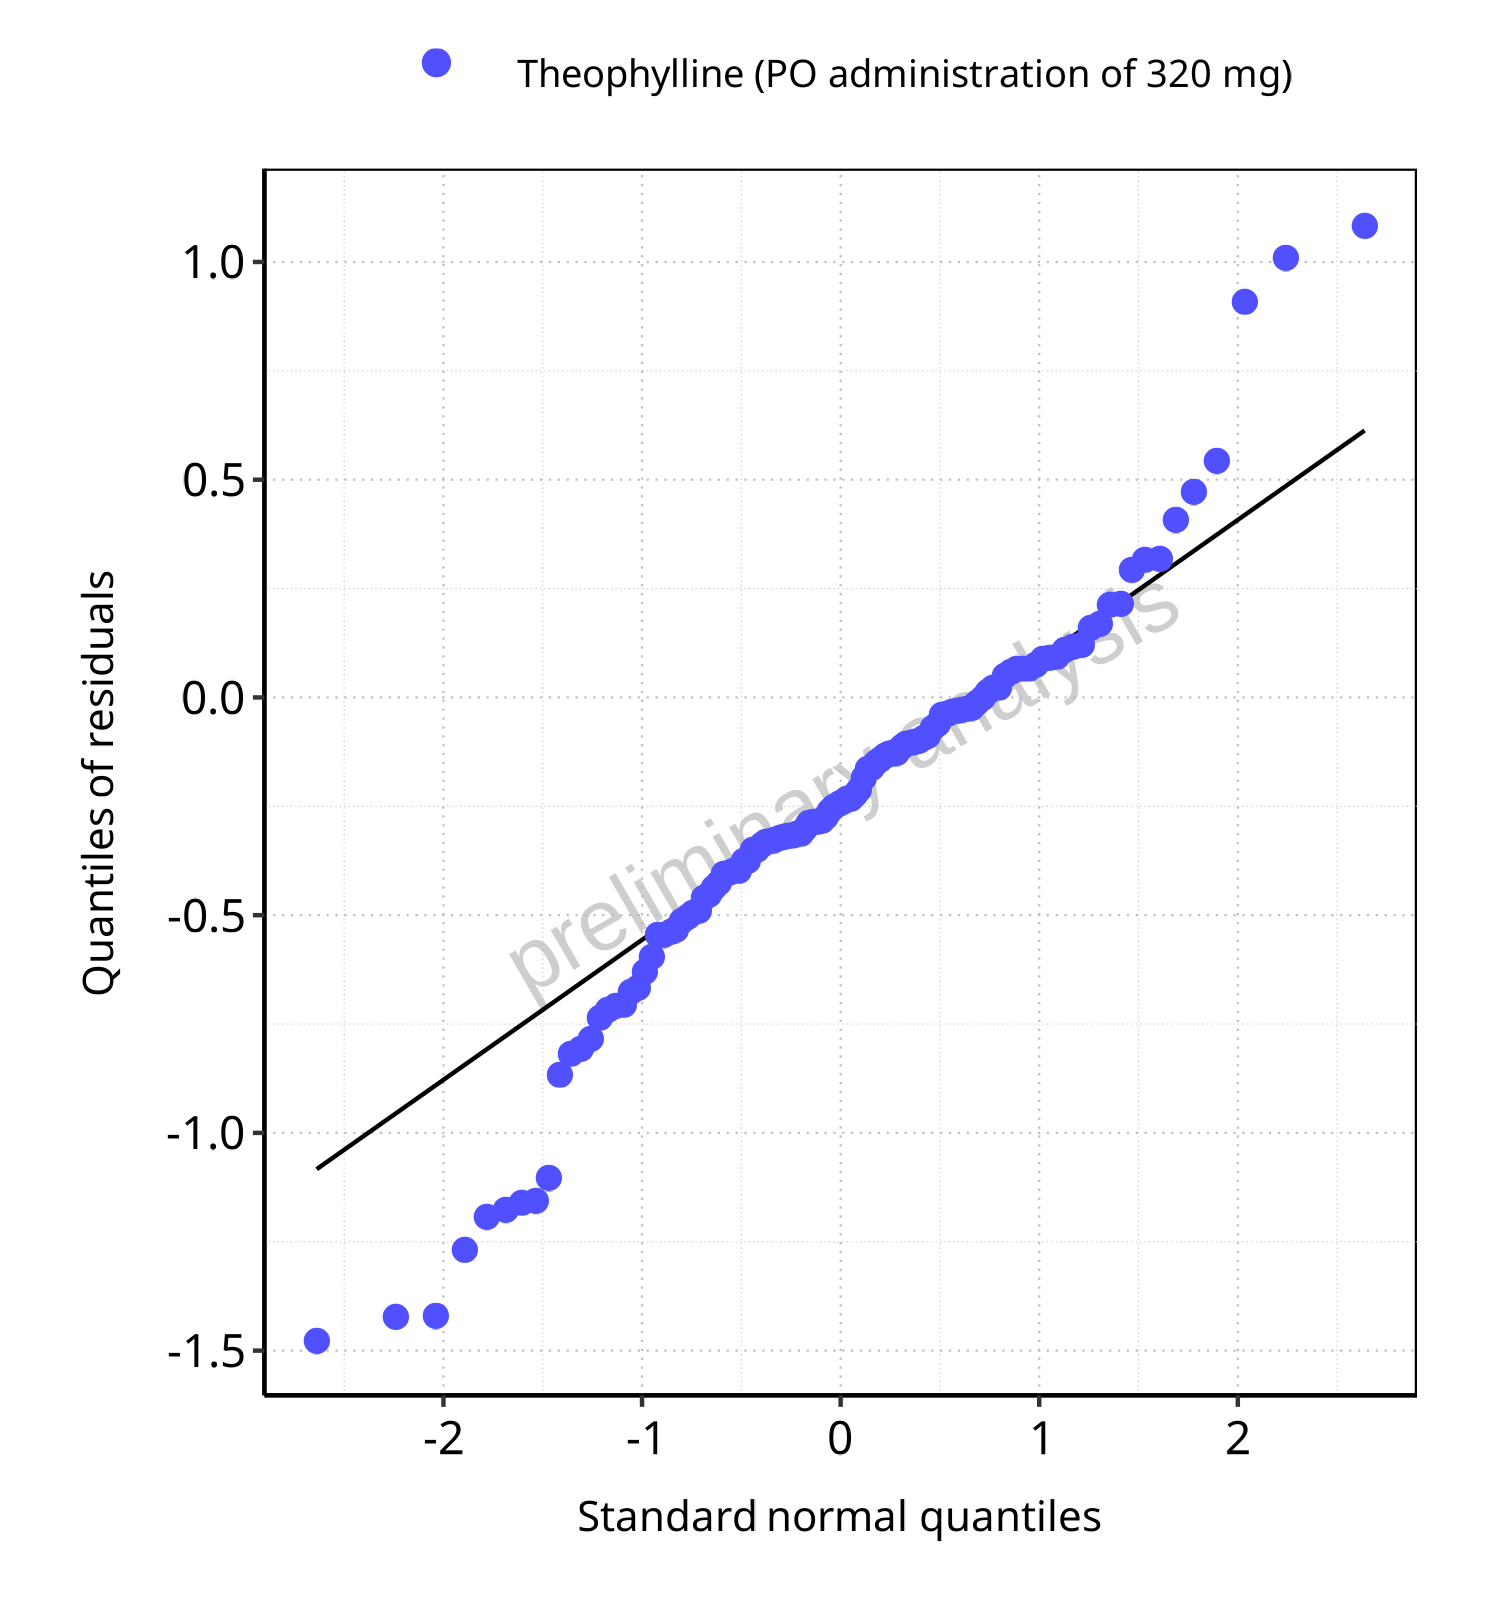 Theophylline (PO administration of 320 mg)
1.0
0.5
0.0
-0.5
-1.0
-1.5
Quantiles of residuals
preliminary analysis
-2 -1 0 1 2
Standard normal quantiles